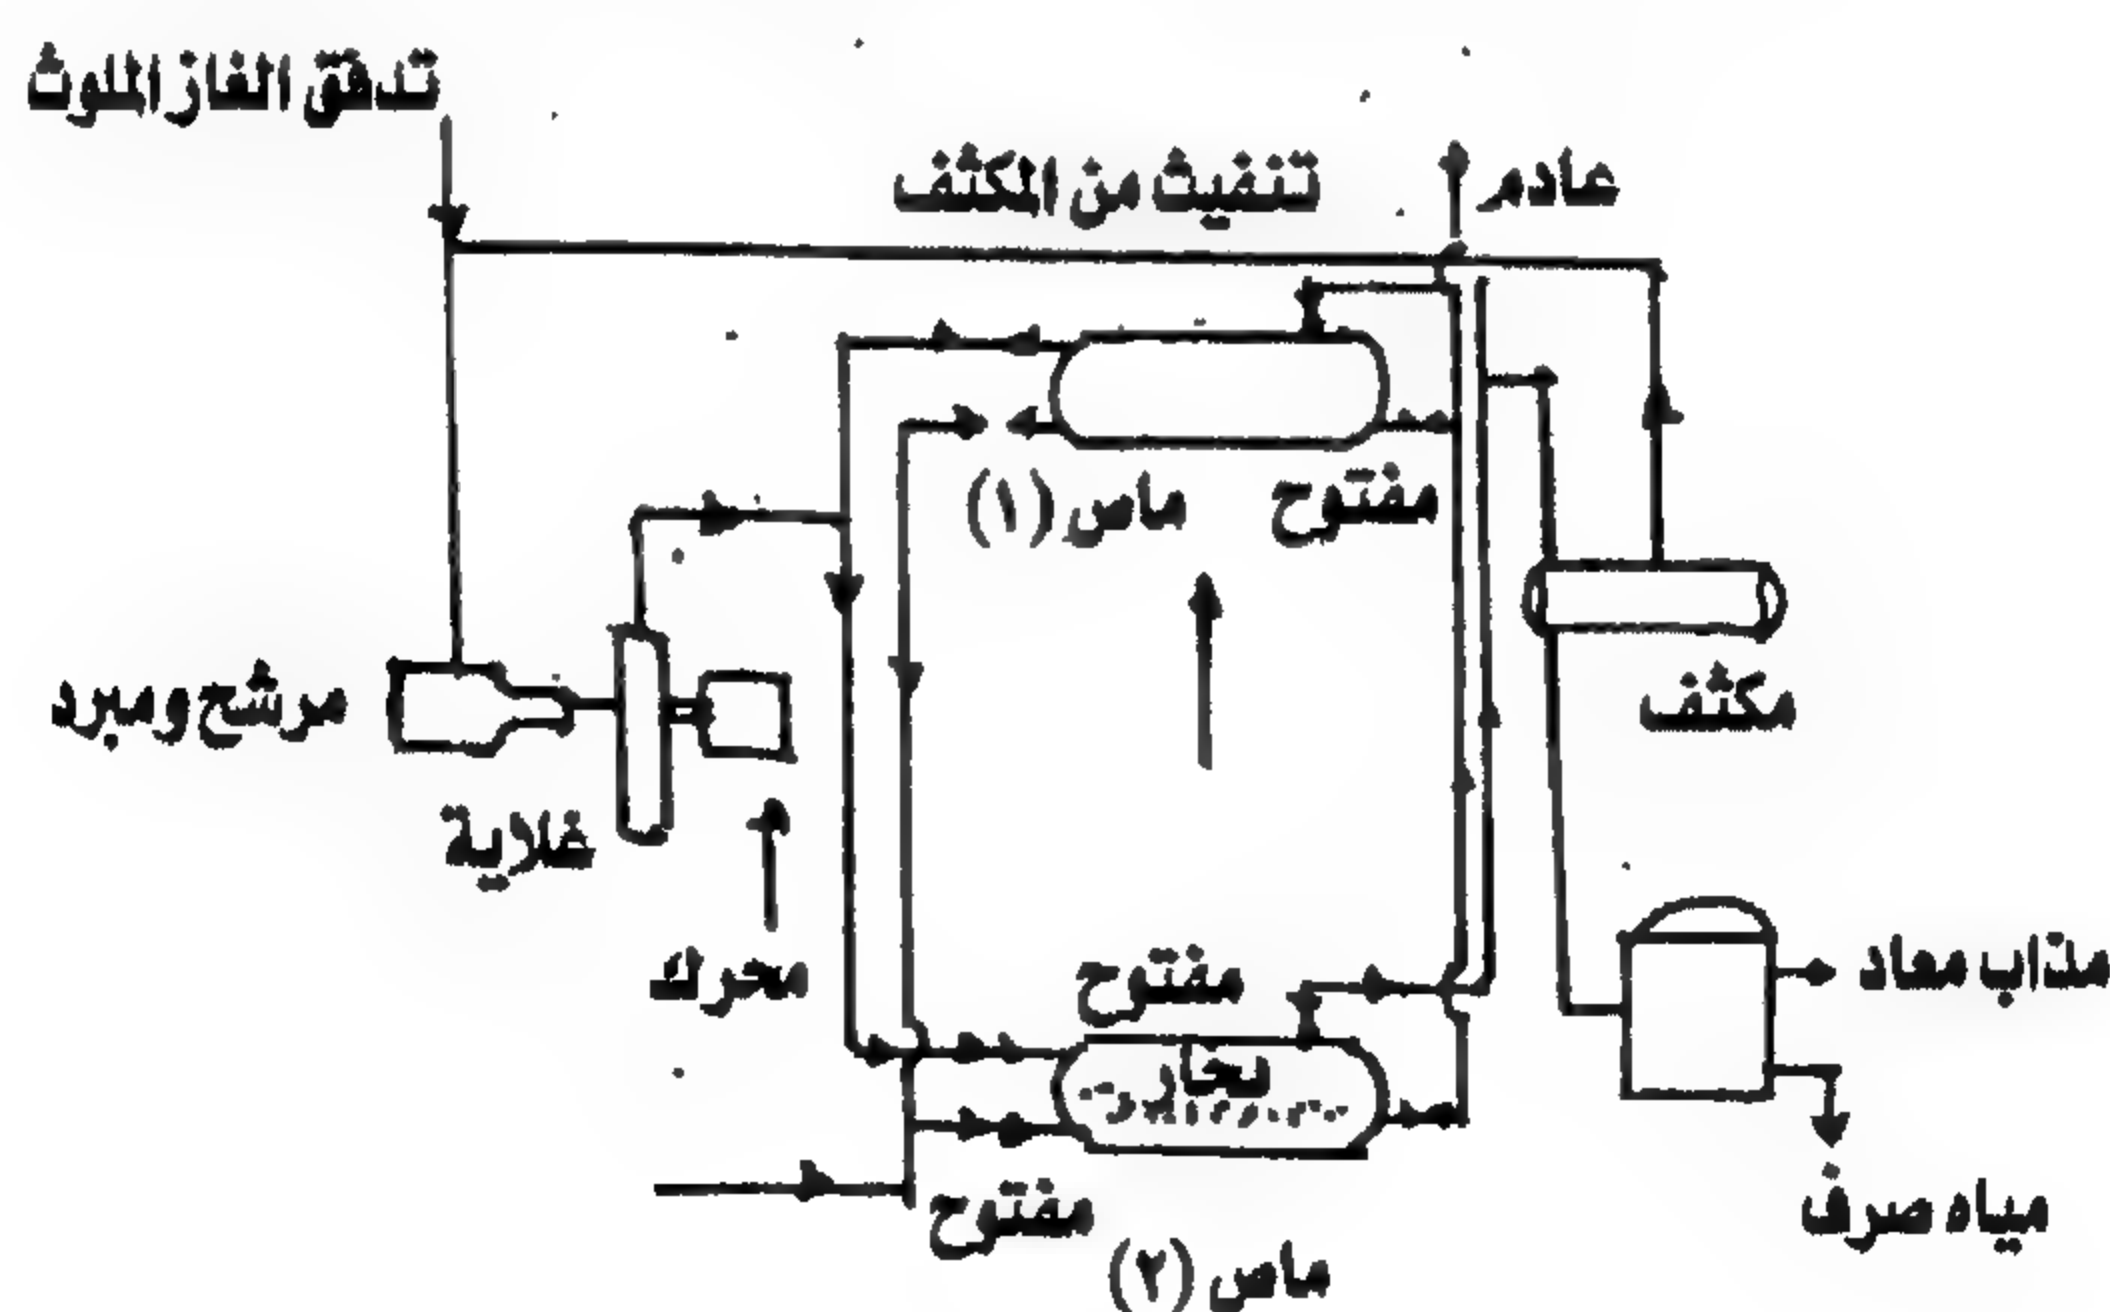 تدفق الغاز الملوث
تنفيث من المكثف
عادم
ماص (١)
مفتوح
مرشح ومبرد
مكثف
غلاية
محرك
مفتوح
مذاب معاد
بخار
مفتوح
مياه صرف
ماص (٢)